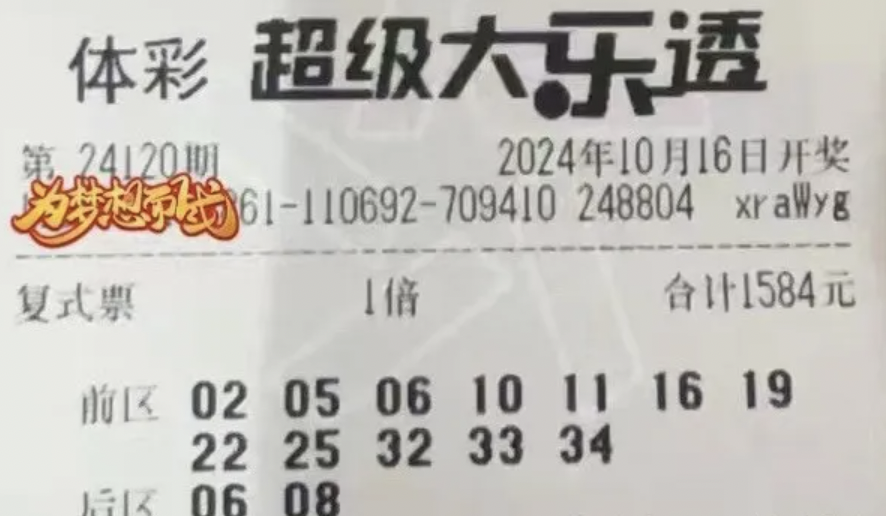 体彩 超级大乐透
第 24120期 2024年10月16日开奖
为梦想而战 61-110692-709410 248804 xraWyg
复式票 1倍 合计1584元
前区 02 05 06 10 11 16 19
22 25 32 33 34
后区 06 08